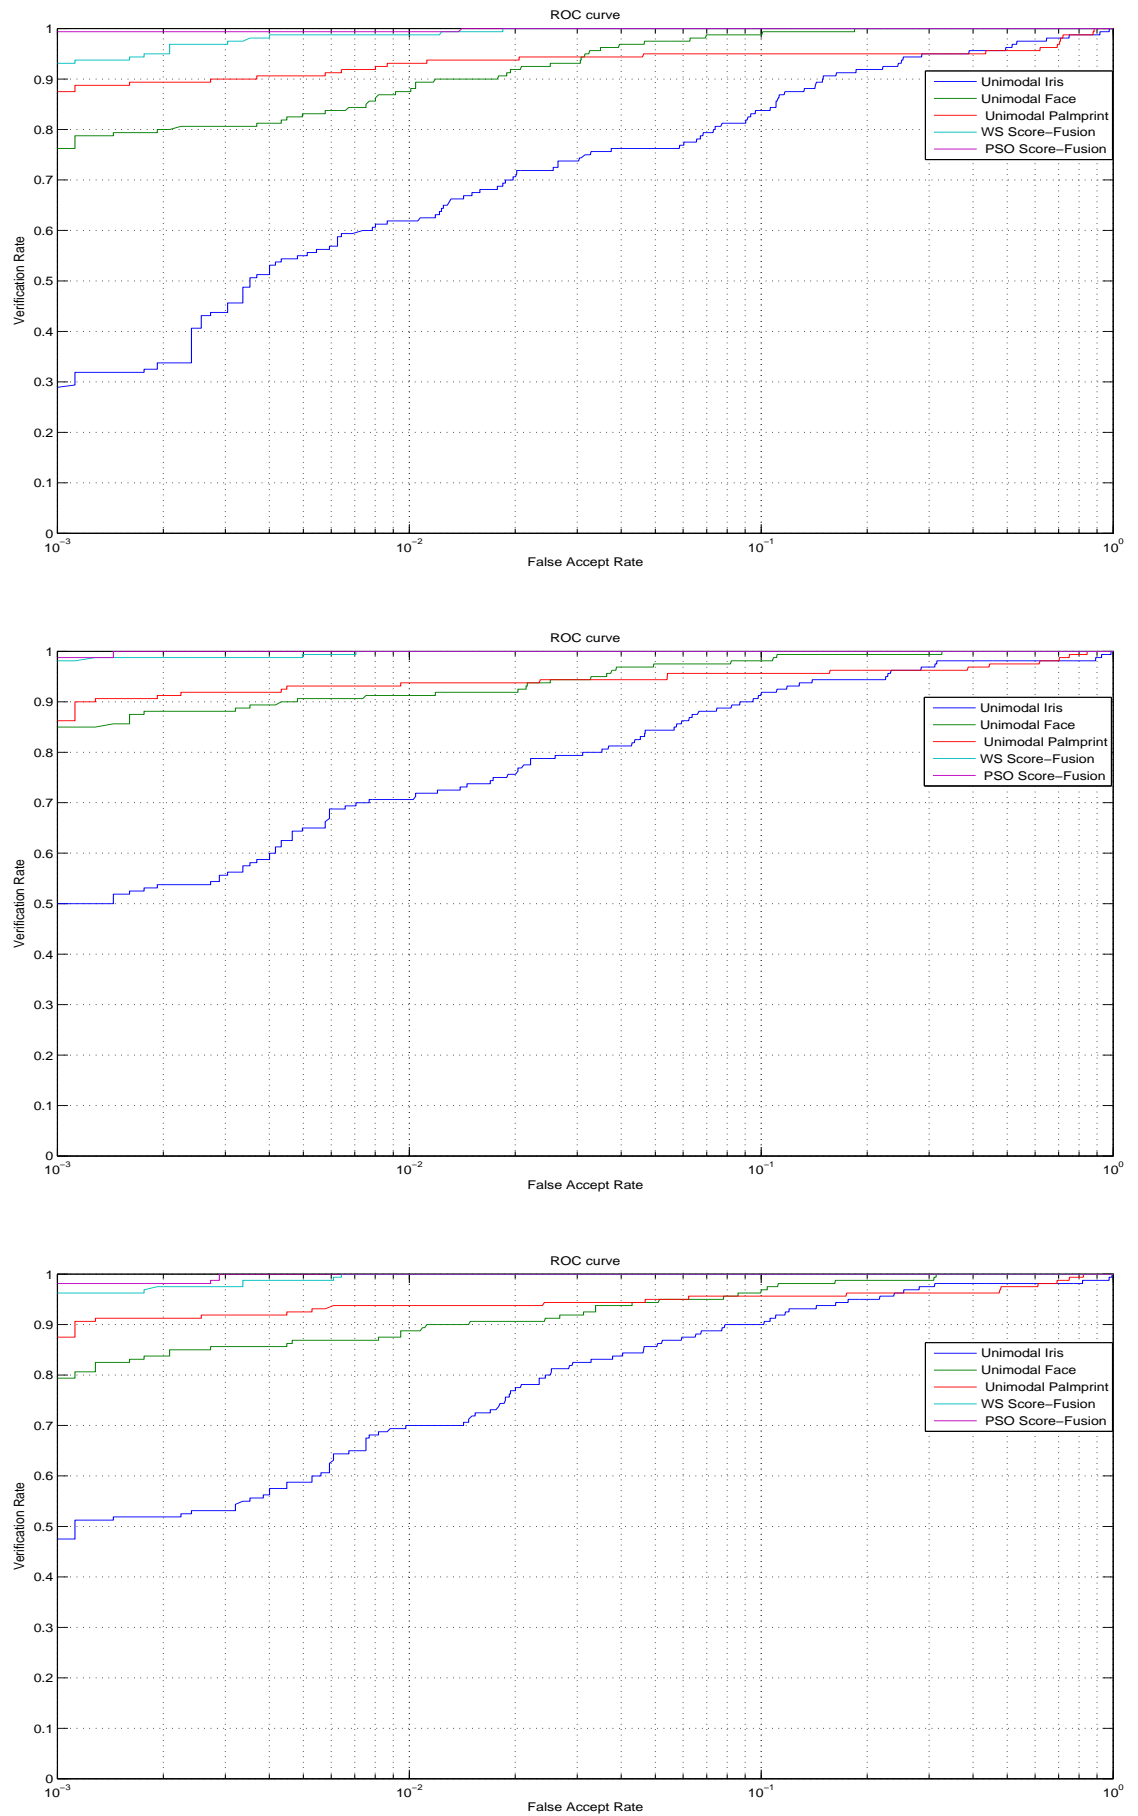 ROC curve
1
0.9
0.8
0.7
0.6
0.5
0.4
0.3
0.2
0.1
0
Verification Rate
Unimodal Iris
Unimodal Face
Unimodal Palmprint
WS Score−Fusion
PSO Score−Fusion
10−3
10−2
10−1
100
False Accept Rate
ROC curve
1
0.9
0.8
0.7
0.6
0.5
0.4
0.3
0.2
0.1
0
Verification Rate
Unimodal Iris
Unimodal Face
Unimodal Palmprint
WS Score−Fusion
PSO Score−Fusion
10−3
10−2
10−1
100
False Accept Rate
ROC curve
1
0.9
0.8
0.7
0.6
0.5
0.4
0.3
0.2
0.1
0
Verification Rate
Unimodal Iris
Unimodal Face
Unimodal Palmprint
WS Score−Fusion
PSO Score−Fusion
10−3
10−2
10−1
100
False Accept Rate